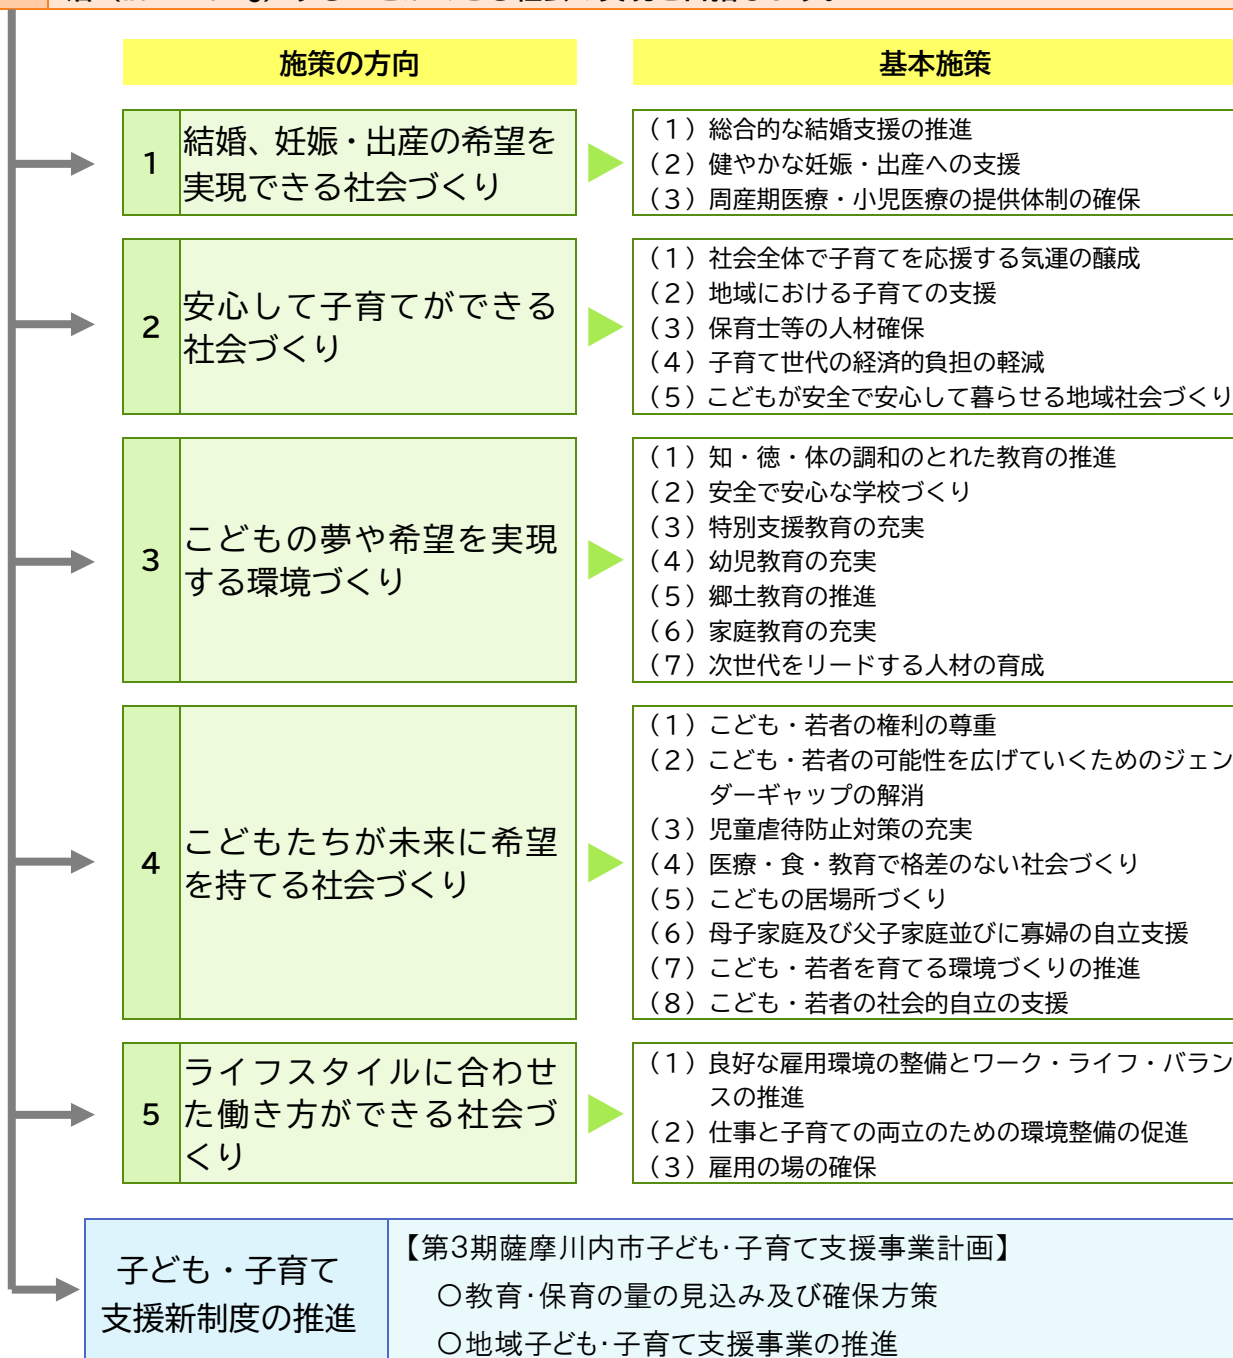 施策の方向
基本施策
1
結婚、妊娠・出産の希望を
実現できる社会づくり
（1）総合的な結婚支援の推進
（2）健やかな妊娠・出産への支援
（3）周産期医療・小児医療の提供体制の確保
2
安心して子育てができる
社会づくり
（1）社会全体で子育てを応援する気運の醸成
（2）地域における子育ての支援
（3）保育士等の人材確保
（4）子育て世代の経済的負担の軽減
（5）こどもが安全で安心して暮らせる地域社会づくり
3
こどもの夢や希望を実現
する環境づくり
（1）知・徳・体の調和のとれた教育の推進
（2）安全で安心な学校づくり
（3）特別支援教育の充実
（4）幼児教育の充実
（5）郷土教育の推進
（6）家庭教育の充実
（7）次世代をリードする人材の育成
4
こどもたちが未来に希望
を持てる社会づくり
（1）こども・若者の権利の尊重
（2）こども・若者の可能性を広げていくためのジェン
ダーギャップの解消
（3）児童虐待防止対策の充実
（4）医療・食・教育で格差のない社会づくり
（5）こどもの居場所づくり
（6）母子家庭及び父子家庭並びに寡婦の自立支援
（7）こども・若者を育てる環境づくりの推進
（8）こども・若者の社会的自立の支援
5
ライフスタイルに合わせ
た働き方ができる社会づ
くり
（1）良好な雇用環境の整備とワーク・ライフ・バラン
スの推進
（2）仕事と子育ての両立のための環境整備の促進
（3）雇用の場の確保
子ども・子育て
支援新制度の推進
【第3期薩摩川内市子ども･子育て支援事業計画】
〇教育･保育の量の見込み及び確保方策
〇地域子ども･子育て支援事業の推進